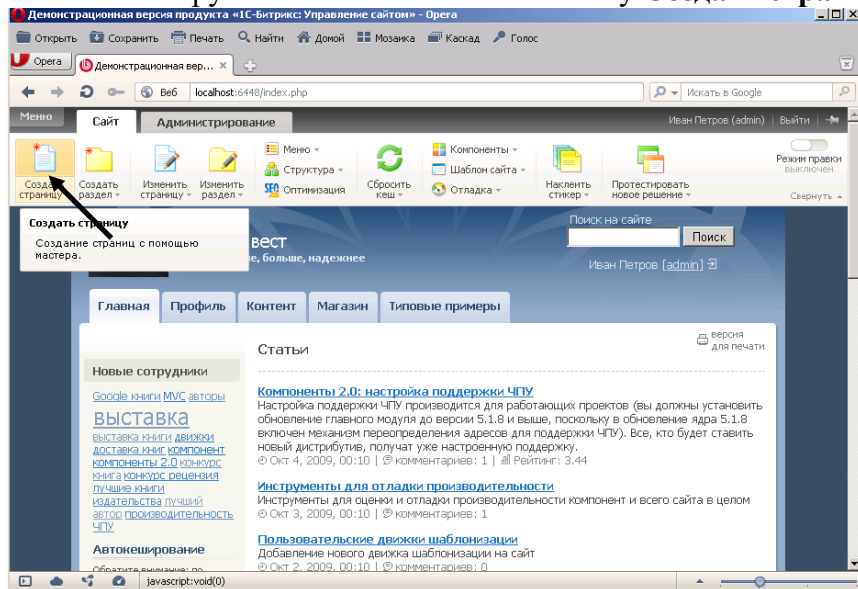 Демонстрационная версия продукта «1С-Битрикс: Управление сайтом» - Opera
Открыть Сохранить Печать Найти Домой Мозаика Каскад Голос
Opera Демонстрационная вер...
Веб localhost:6448/index.php Искать в Google
Меню Сайт Администрирование Иван Петров (admin) Выйти
Создать страницу
Создать раздел
Изменить страницу
Изменить раздел
Меню
Структура
SEO Оптимизация
Сбросить кеш
Компоненты
Шаблон сайта
Отладка
Наклеить стикер
Протестировать новое решение
Режим правки
выключен
Свернуть
Создать страницу
Создание страниц с помощью
мастера.
вест
е, больше, надежнее
Поиск на сайте
Поиск
Иван Петров [admin]
Главная Профиль Контент Магазин Типовые примеры
версия
для печати
Новые сотрудники
Google книги MVC авторы
выставка
выставка книги движки
доставка книг компонент
компоненты 2.0 конкурс
книга конкурс рецензия
лучшие книги
издательства лучший
автор производительность
ЧПУ
Автокеширование
Обратите внимание: по
Статьи
Компоненты 2.0: настройка поддержки ЧПУ
Настройка поддержки ЧПУ производится для работающих проектов (вы должны установить
обновление главного модуля до версии 5.1.8 и выше, поскольку в обновление ядра 5.1.8
включен механизм переопределения адресов для поддержки ЧПУ). Все, кто будет ставить
новый дистрибутив, получат уже настроенную поддержку.
Окт 4, 2009, 00:10 | комментариев: 1 | Рейтинг: 3.44
Инструменты для отладки производительности
Инструменты для оценки и отладки производительности компонент и всего сайта в целом
Окт 3, 2009, 00:10 | комментариев: 1
Пользовательские движки шаблонизации
Добавление нового движка шаблонизации на сайт
Окт 2, 2009, 00:10 | комментариев: 0
javascript:void(0)